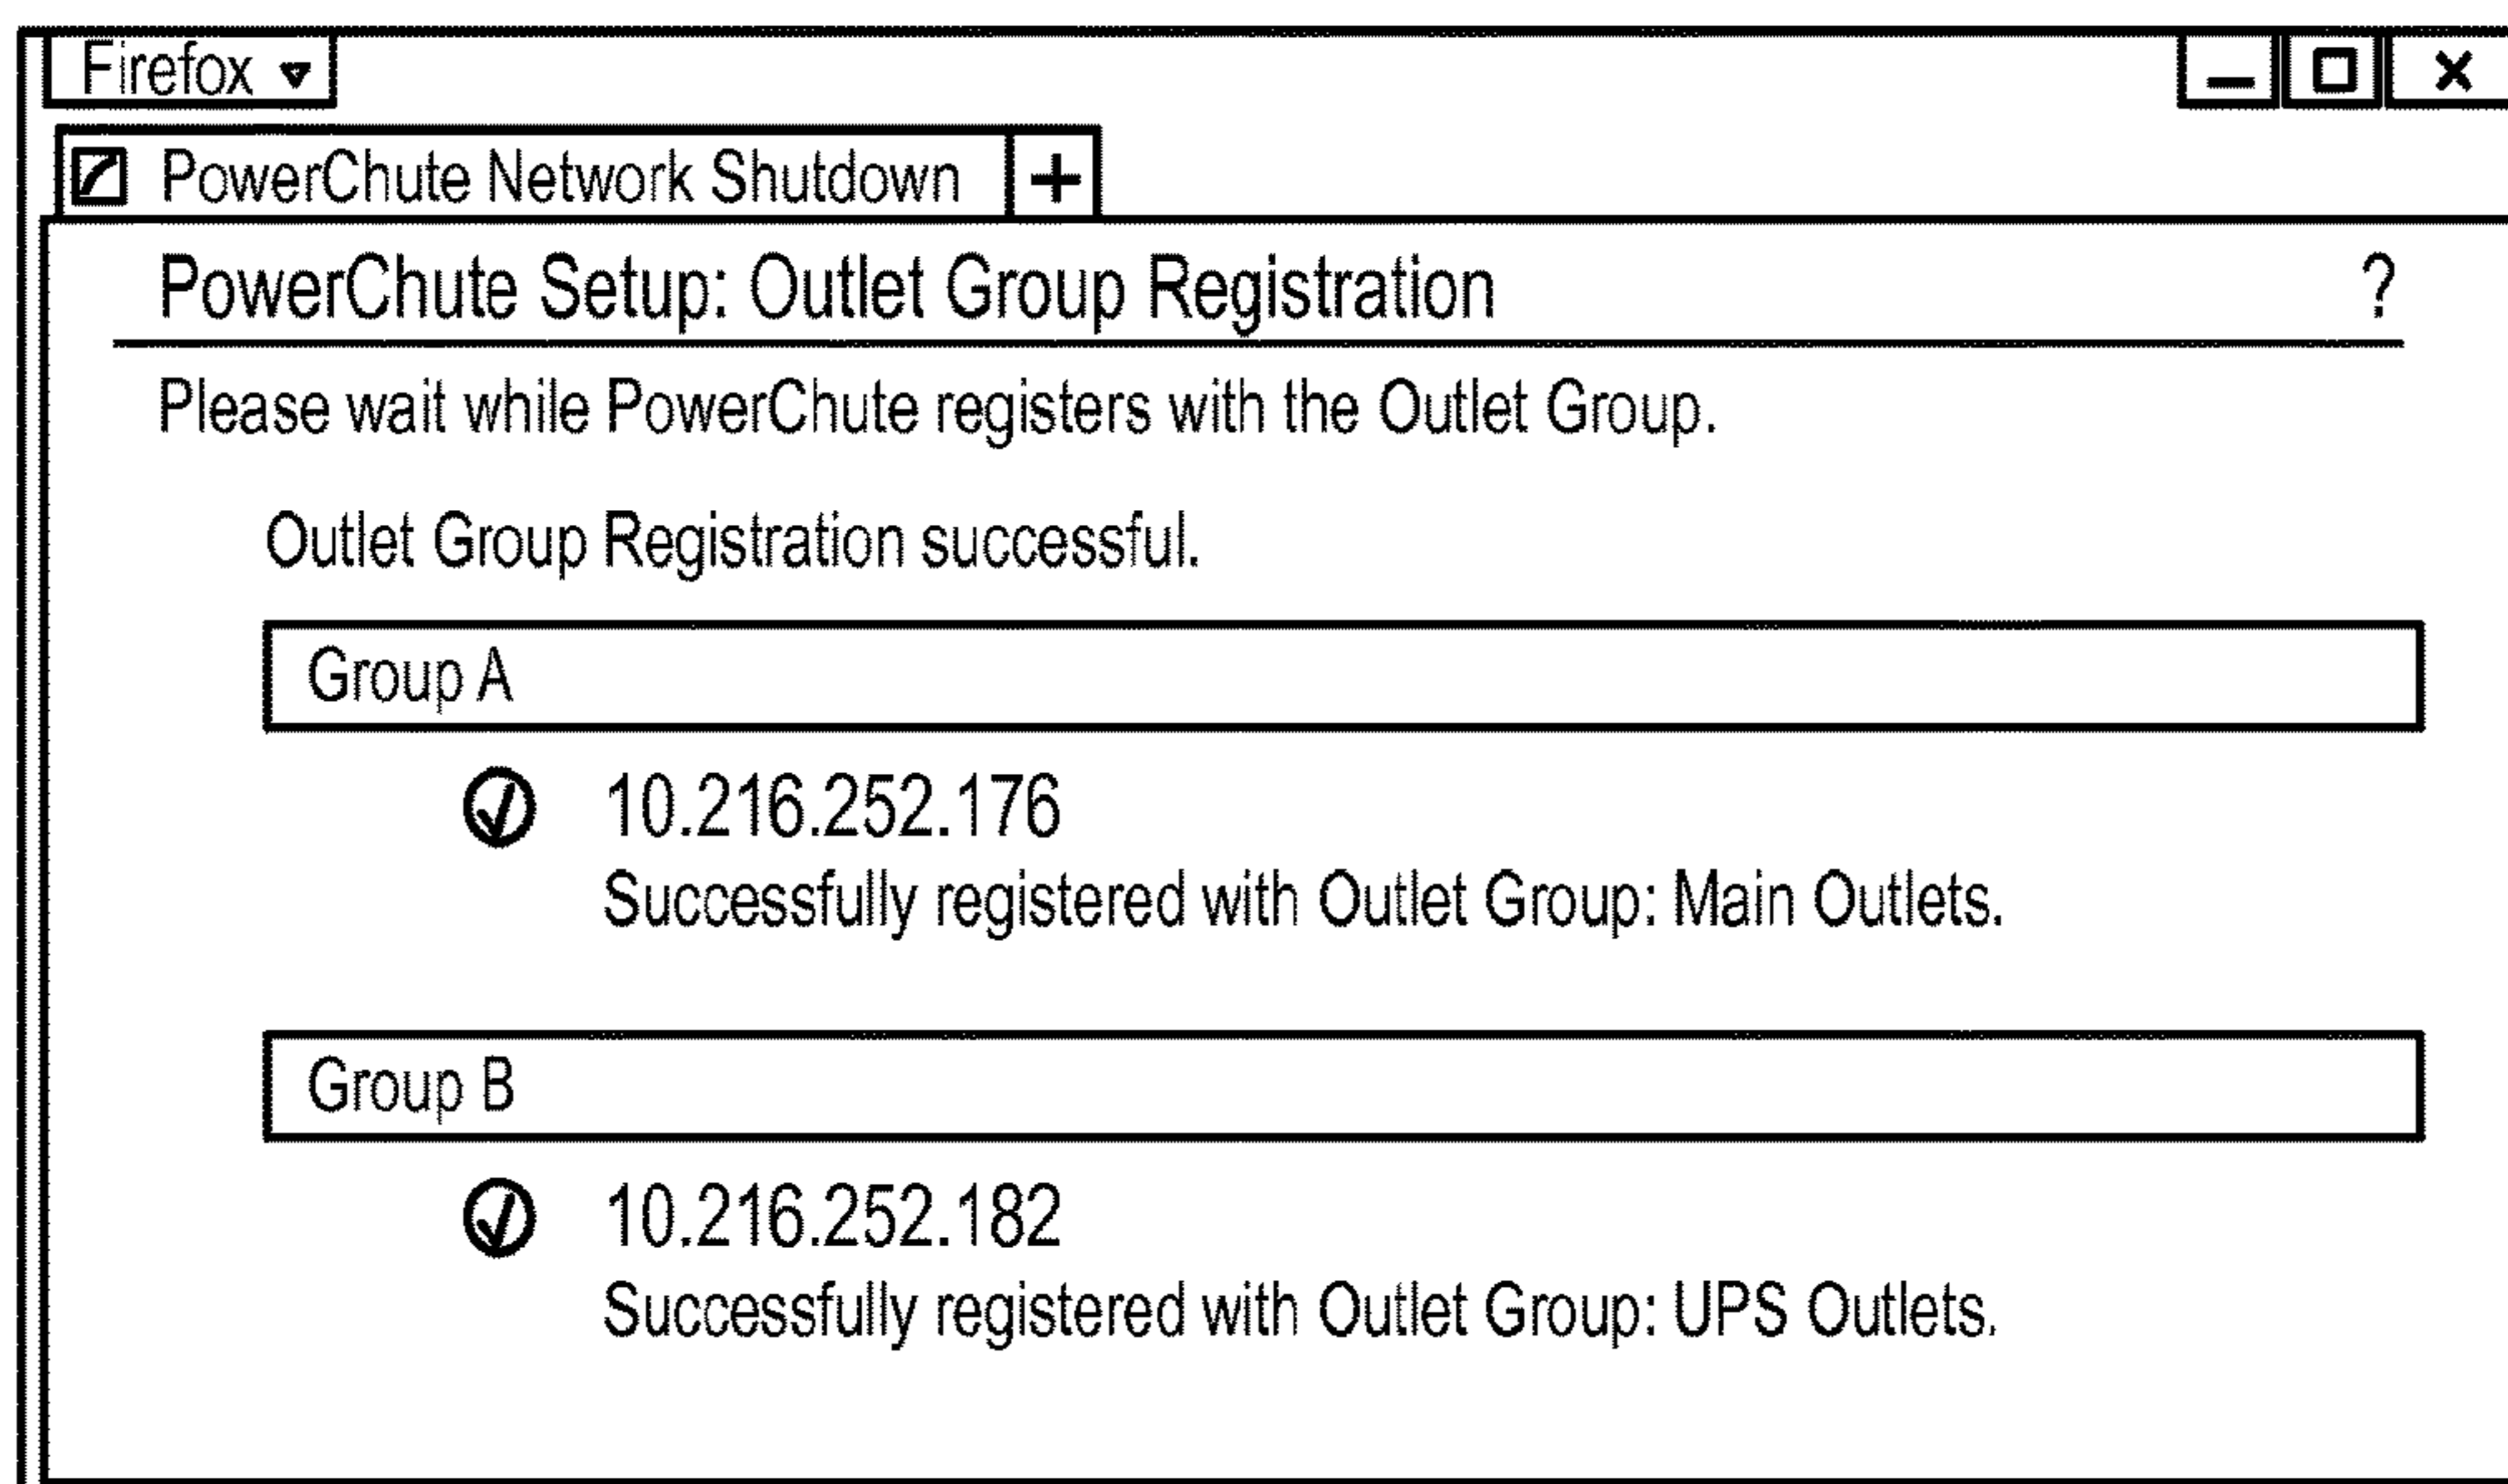 Firefox
PowerChute Network Shutdown +
PowerChute Setup: Outlet Group Registration ?
Please wait while PowerChute registers with the Outlet Group.
Outlet Group Registration successful.
Group A
10.216.252.176
Successfully registered with Outlet Group: Main Outlets.
Group B
10.216.252.182
Successfully registered with Outlet Group: UPS Outlets.